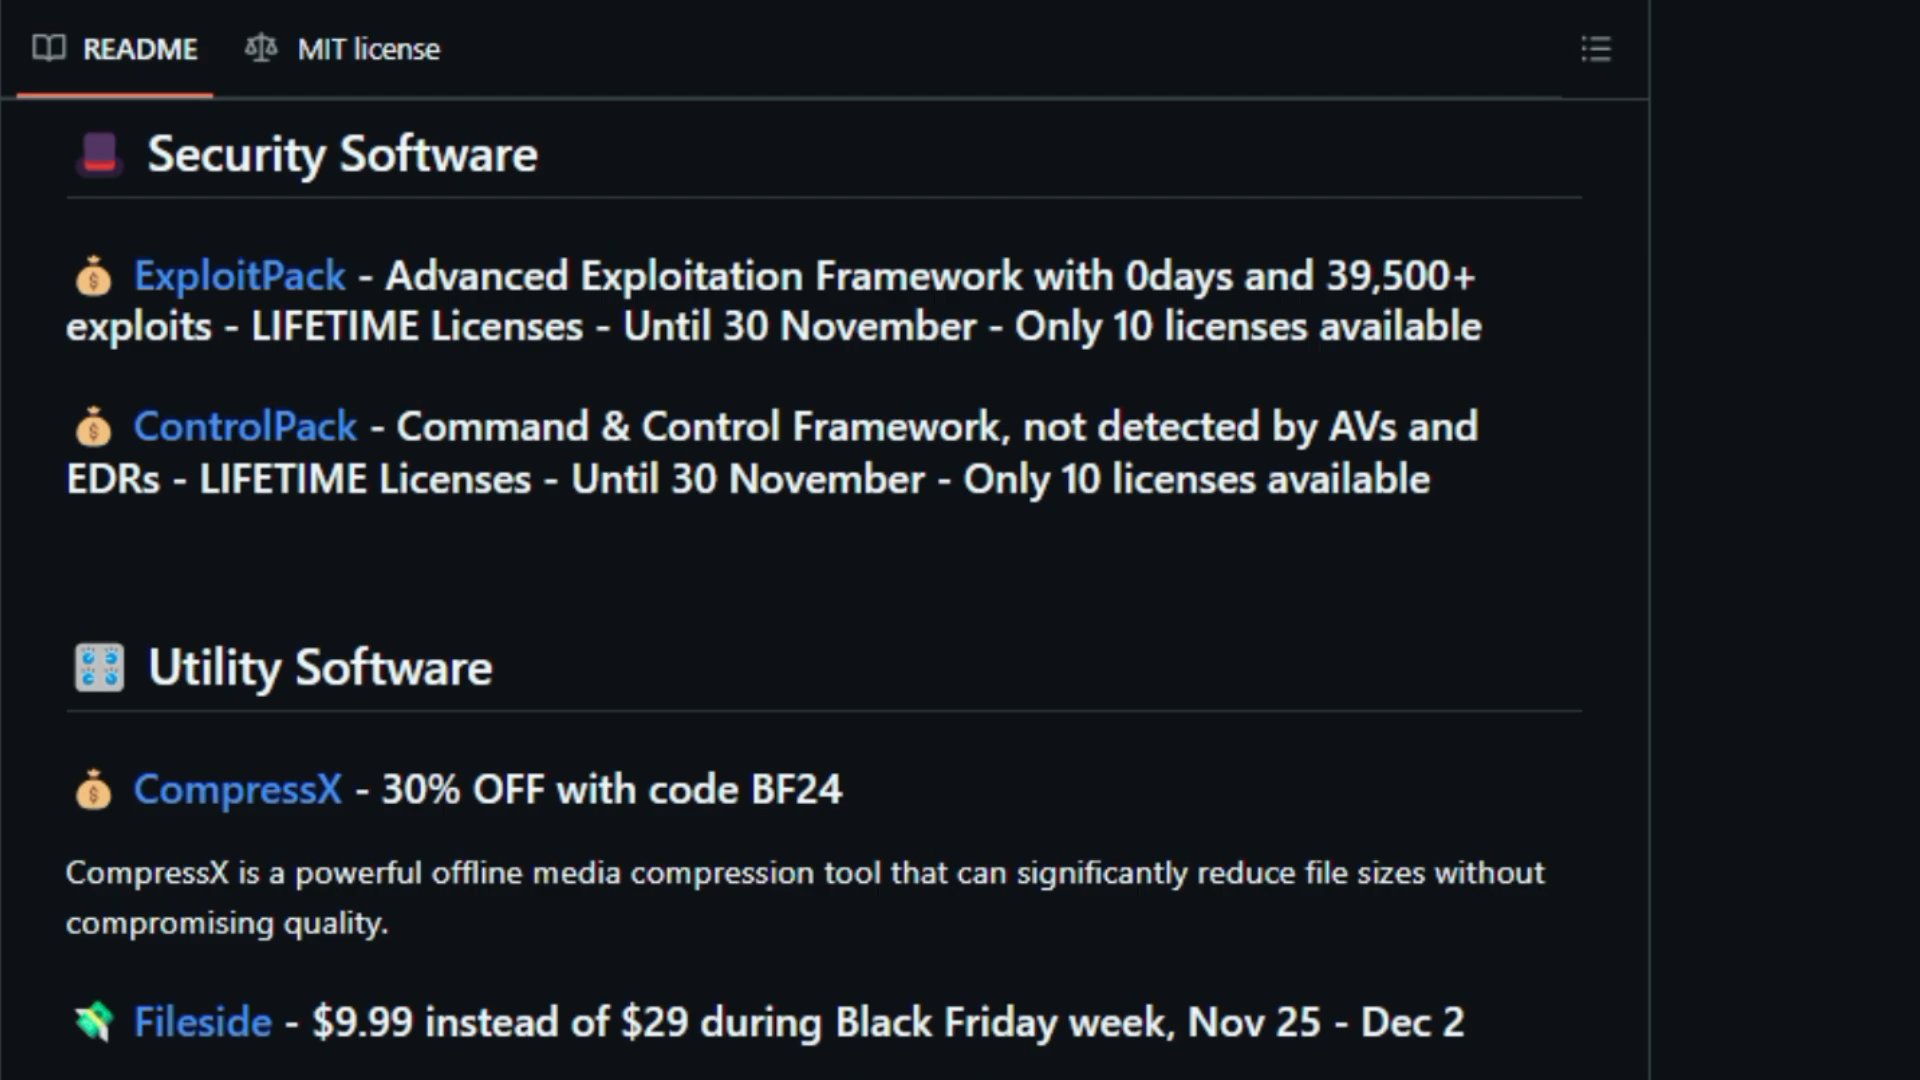 README MIT license
Security Software
ExploitPack - Advanced Exploitation Framework with 0days and 39,500+
exploits - LIFETIME Licenses - Until 30 November - Only 10 licenses available
ControlPack - Command & Control Framework, not detected by AVs and
EDRs - LIFETIME Licenses - Until 30 November - Only 10 licenses available
Utility Software
CompressX - 30% OFF with code BF24
CompressX is a powerful offline media compression tool that can significantly reduce file sizes without
compromising quality.
Fileside - $9.99 instead of $29 during Black Friday week, Nov 25 - Dec 2